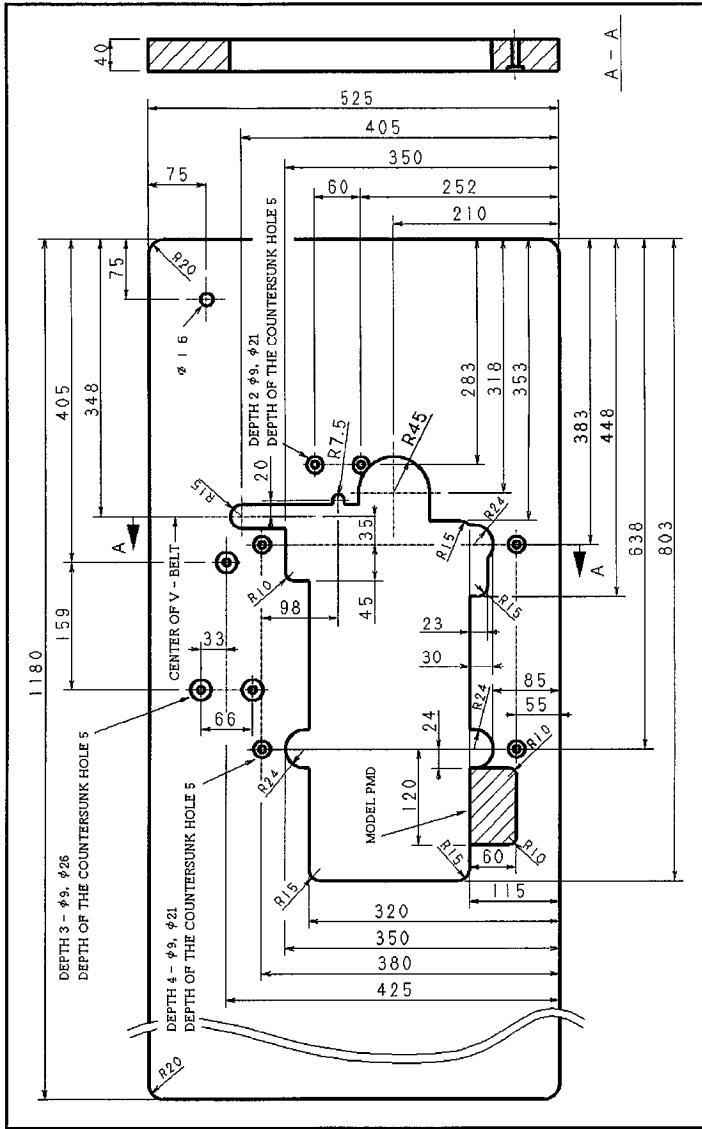 40
A - A
525
405
350
75
60
252
210
R20
75
φ16
405
348
DEPTH 2 φ9, φ21
DEPTH OF THE COUNTERSUNK HOLE 5
283
318
353
383
448
638
803
R7.5
R45
20
R15
35
R15
R24
A
A
CENTER OF V - BELT
R10
45
R15
98
23
159
33
30
1180
85
66
24
R24
55
R10
R24
MODEL PMD
120
R10
R15
60
R15
115
DEPTH 3 - φ9, φ26
DEPTH OF THE COUNTERSUNK HOLE 5
DEPTH 4 - φ9, φ21
DEPTH OF THE COUNTERSUNK HOLE 5
320
350
380
425
R20